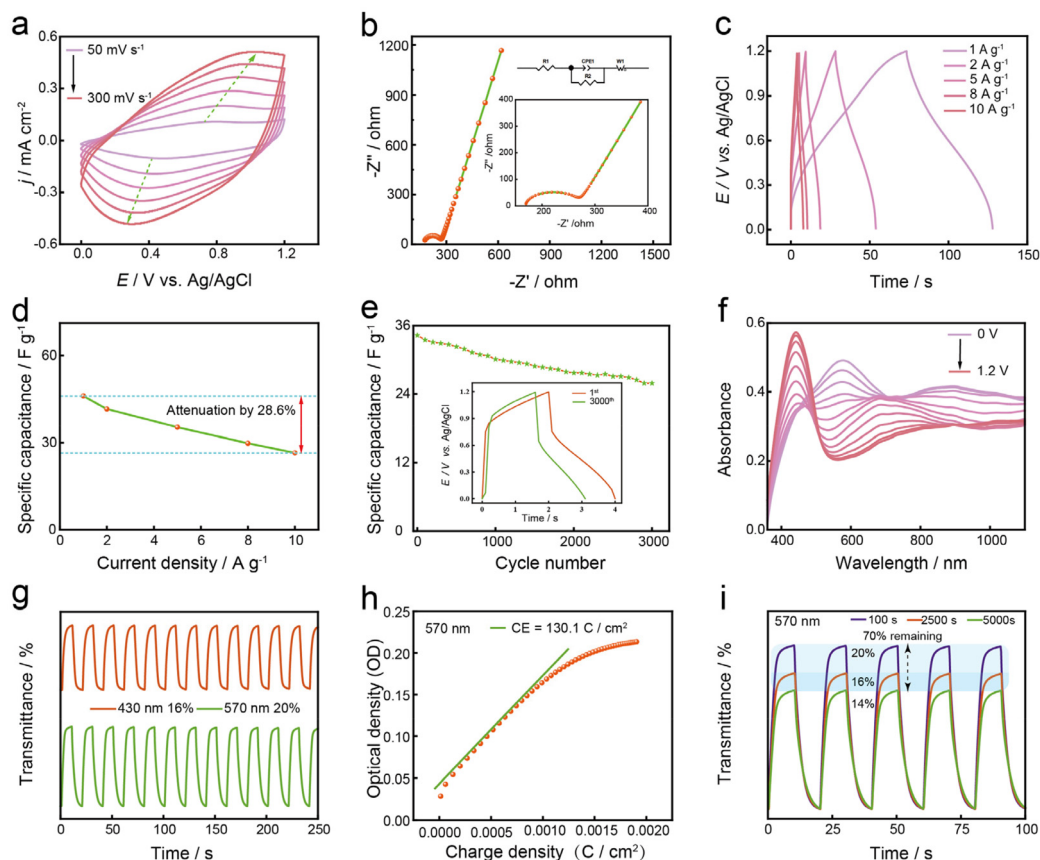 a
0.6
0.3
0.0
-0.3
-0.6
j / mA cm⁻²
50 mV s⁻¹
300 mV s⁻¹
0.0 0.4 0.8 1.2
E / V vs. Ag/AgCl
b
1200
900
600
300
0
-Z'' / ohm
R1 CPE1 W1
R2
400
300
200
100
0
-Z'' / ohm
200 300 400
-Z' /ohm
300 600 900 1200 1500
-Z' / ohm
c
1.2
0.9
0.6
0.3
0.0
E / V vs. Ag/AgCl
1 A g⁻¹
2 A g⁻¹
5 A g⁻¹
8 A g⁻¹
10 A g⁻¹
0 50 100 150
Time / s
d
60
30
0
Specific capacitance / F g⁻¹
Attenuation by 28.6%
0 2 4 6 8 10
Current density / A g⁻¹
e
36
24
12
0
Specific capacitance / F g⁻¹
1.2
0.9
0.6
0.3
0.0
E / V vs. Ag/AgCl
1ˢᵗ
3000ᵗʰ
0 1 2 3 4
Time / s
0 1000 2000 3000
Cycle number
f
0.6
0.4
0.2
0.0
Absorbance
0 V
1.2 V
400 600 800 1000
Wavelength / nm
g
Transmittance / %
430 nm 16% 570 nm 20%
0 50 100 150 200 250
Time / s
h
0.25
0.20
0.15
0.10
0.05
0.00
Optical density (OD)
570 nm CE = 130.1 C / cm²
0.0000 0.0005 0.0010 0.0015 0.0020
Charge density (C / cm²)
i
Transmittance / %
570 nm 100 s 2500 s 5000s
70% remaining
20%
16%
14%
0 25 50 75 100
Time / s